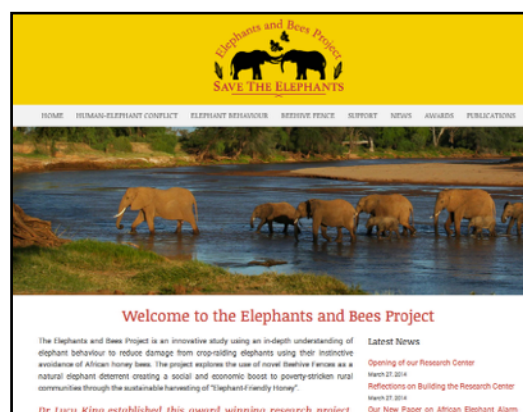 Elephants and Bees Project
SAVE THE ELEPHANTS
HOME HUMAN-ELEPHANT CONFLICT ELEPHANT BEHAVIOUR BEEHIVE FENCE SUPPORT NEWS AWARDS PUBLICATIONS
Welcome to the Elephants and Bees Project
The Elephants and Bees Project is an innovative study using an in-depth understanding of
elephant behaviour to reduce damage from crop-raiding elephants using their instinctive
avoidance of African honey bees. The project explores the use of novel Beehive Fences as a
natural elephant deterrent creating a social and economic boost to poverty-stricken rural
communities through the sustainable harvesting of "Elephant-Friendly Honey".
Dr Lucy King established this award winning research project
Latest News
Opening of our Research Center
March 27, 2014
Reflections on Building the Research Center
March 27, 2014
Our New Paper on African Elephant Alarm